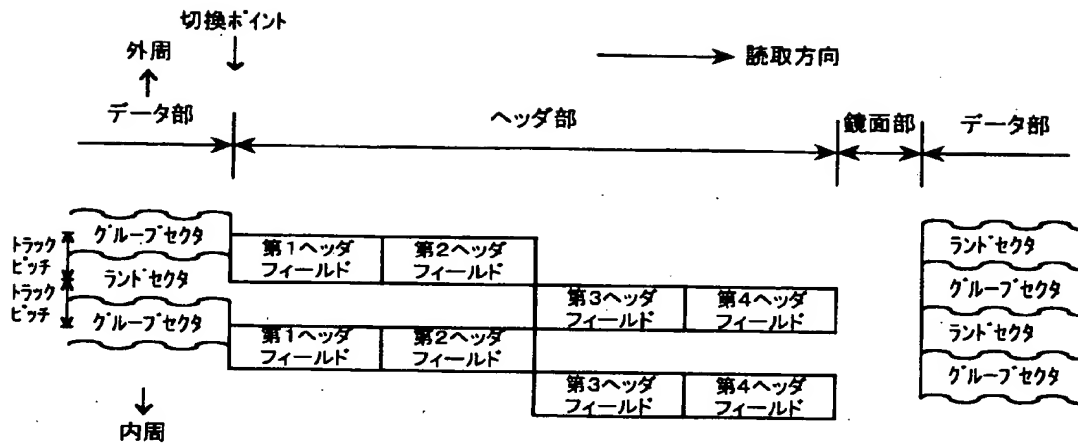 切換ポイント
外周
読取方向
データ部
ヘッダ部
鏡面部
データ部
トラック
ピッチ
トラック
ピッチ
グルーブセクタ
ランドセクタ
グルーブセクタ
第1ヘッダ
フィールド
第2ヘッダ
フィールド
第3ヘッダ
フィールド
第4ヘッダ
フィールド
第1ヘッダ
フィールド
第2ヘッダ
フィールド
第3ヘッダ
フィールド
第4ヘッダ
フィールド
ランドセクタ
グルーブセクタ
ランドセクタ
グルーブセクタ
内周